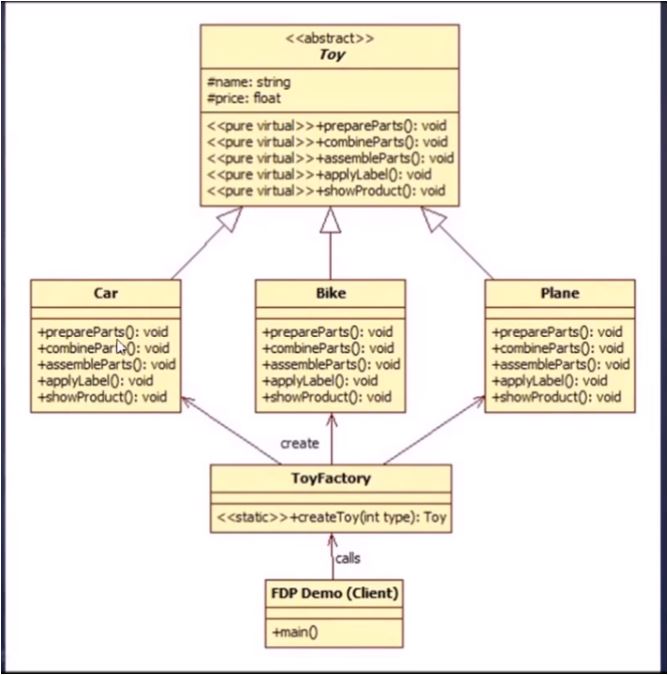 <<abstract>>
Toy
#name: string
#price: float
<<pure virtual>>+prepareParts(): void
<<pure virtual>>+combineParts(): void
<<pure virtual>>+assembleParts(): void
<<pure virtual>>+applyLabel(): void
<<pure virtual>>+showProduct(): void
Car
+prepareParts(): void
+combineParts(): void
+assembleParts(): void
+applyLabel(): void
+showProduct(): void
Bike
+prepareParts(): void
+combineParts(): void
+assembleParts(): void
+applyLabel(): void
+showProduct(): void
Plane
+prepareParts(): void
+combineParts(): void
+assembleParts(): void
+applyLabel(): void
+showProduct(): void
create
ToyFactory
<<static>>+createToy(int type): Toy
calls
FDP Demo (Client)
+main()